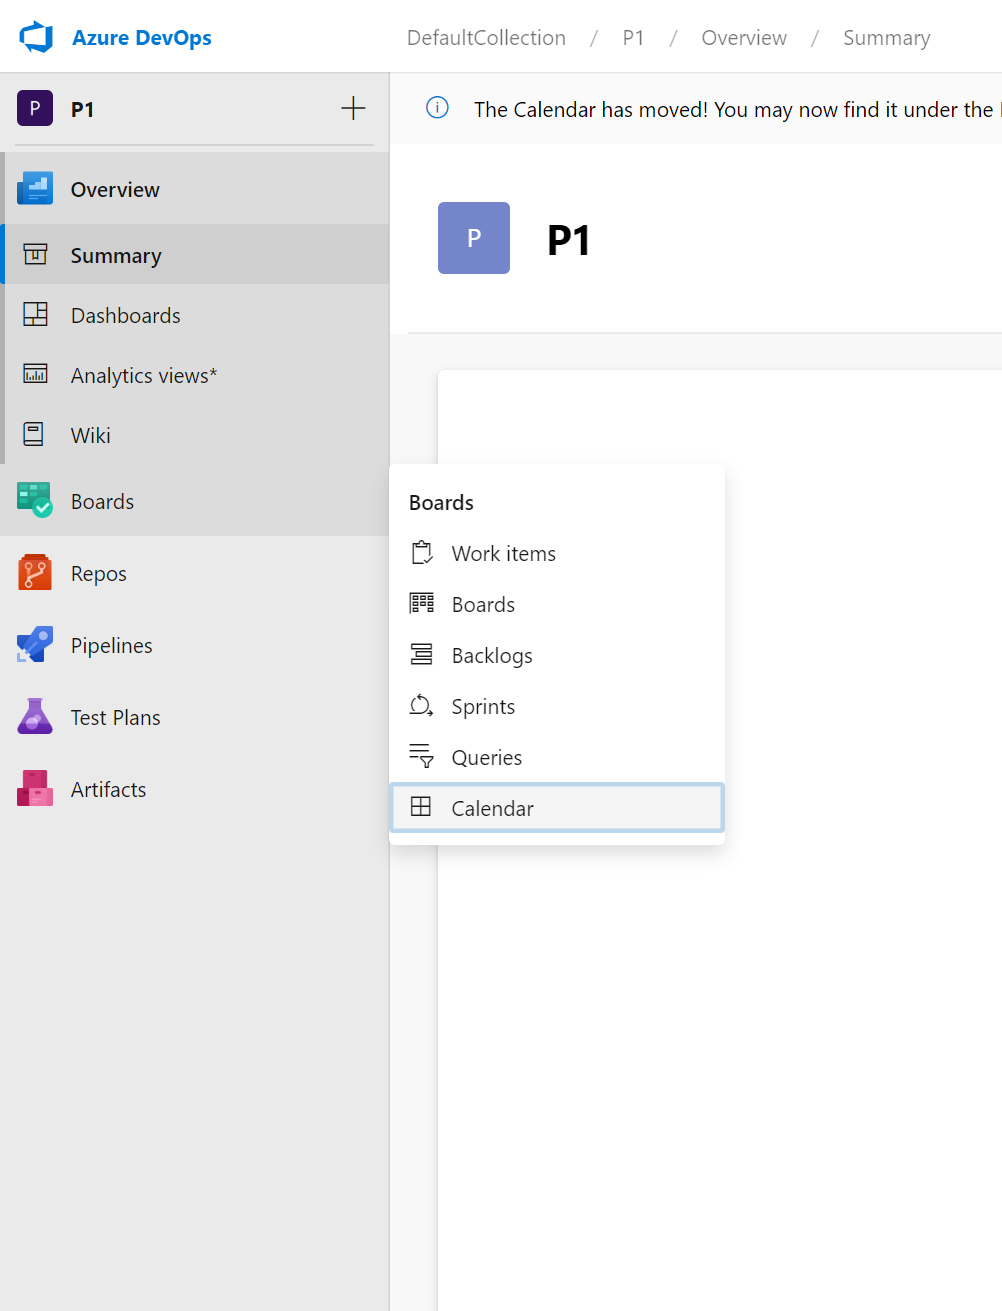 Azure DevOps
DefaultCollection / P1 / Overview / Summary
P P1
The Calendar has moved! You may now find it under the
Overview
Summary
Dashboards
Analytics views*
Wiki
Boards
Repos
Pipelines
Test Plans
Artifacts
P P1
Boards
Work items
Boards
Backlogs
Sprints
Queries
Calendar